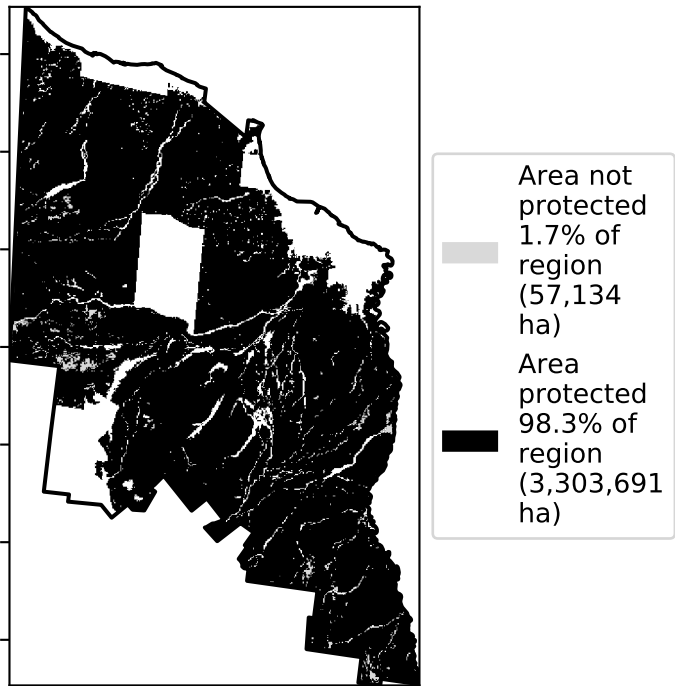 Area not
protected
1.7% of
region
(57,134
ha)
Area
protected
98.3% of
region
(3,303,691
ha)